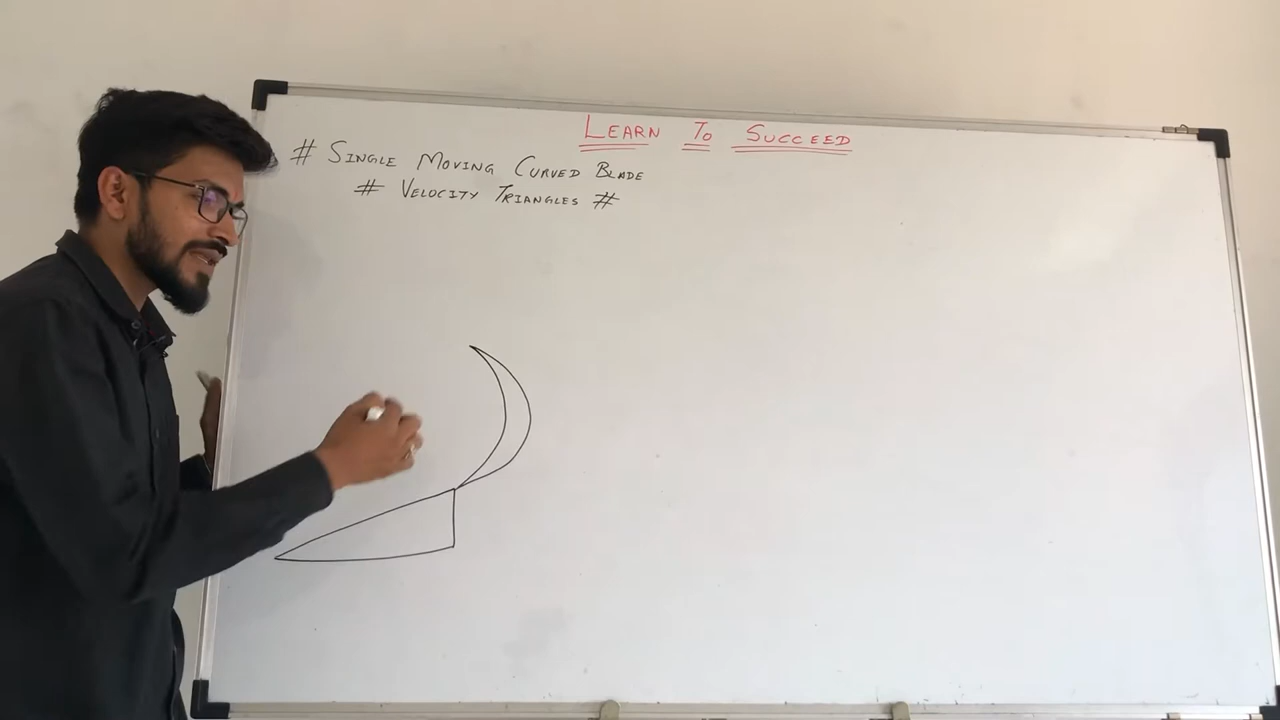 LEARN TO SUCCEED
# SINGLE MOVING CURVED BLADE
# VELOCITY TRIANGLES #